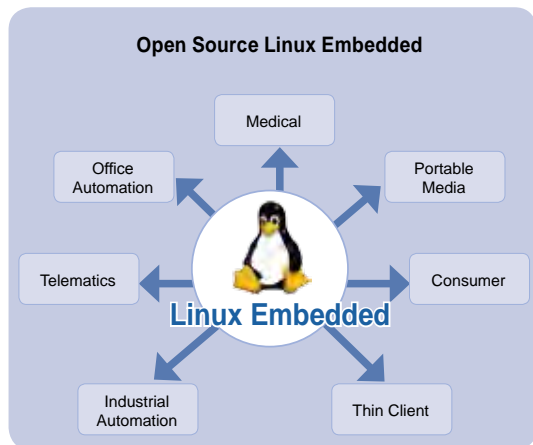 Open Source Linux Embedded
Medical
Office
Automation
Portable
Media
Telematics
Consumer
Linux Embedded
Industrial
Automation
Thin Client